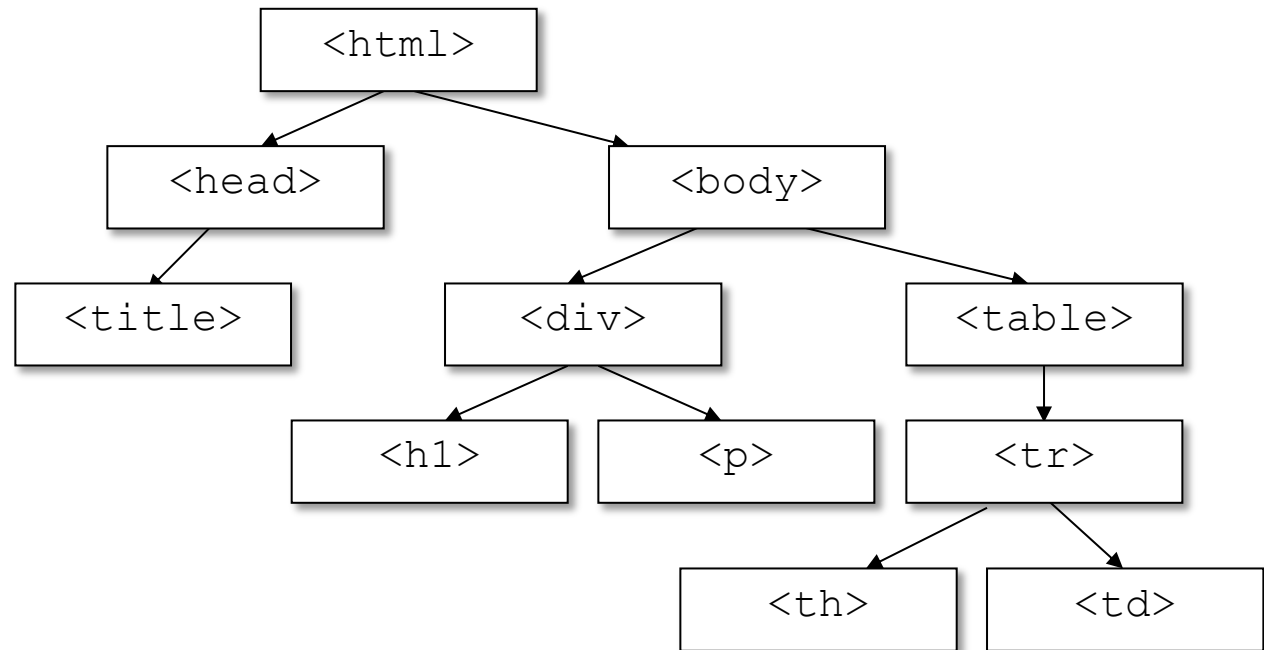 <html>
<head>
<body>
<title>
<div>
<table>
<h1>
<p>
<tr>
<th>
<td>